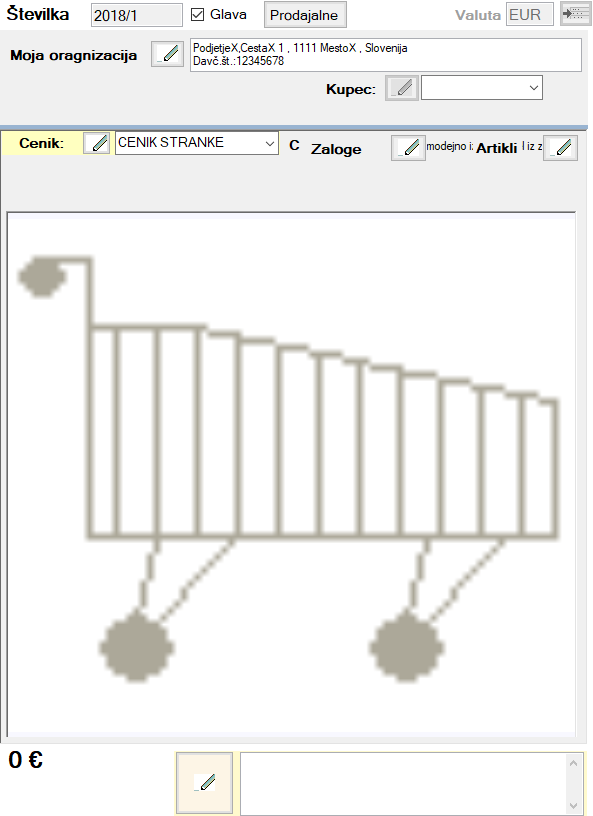 Številka 2018/1 Glava Prodajalne Valuta EUR
Moja oragnizacija
PodjetjeX,CestaX 1 , 1111 MestoX , Slovenija
Davč.št.:12345678
Kupec:
Cenik: CENIK STRANKE C Zaloge modejno i: Artikli l iz z
0 €